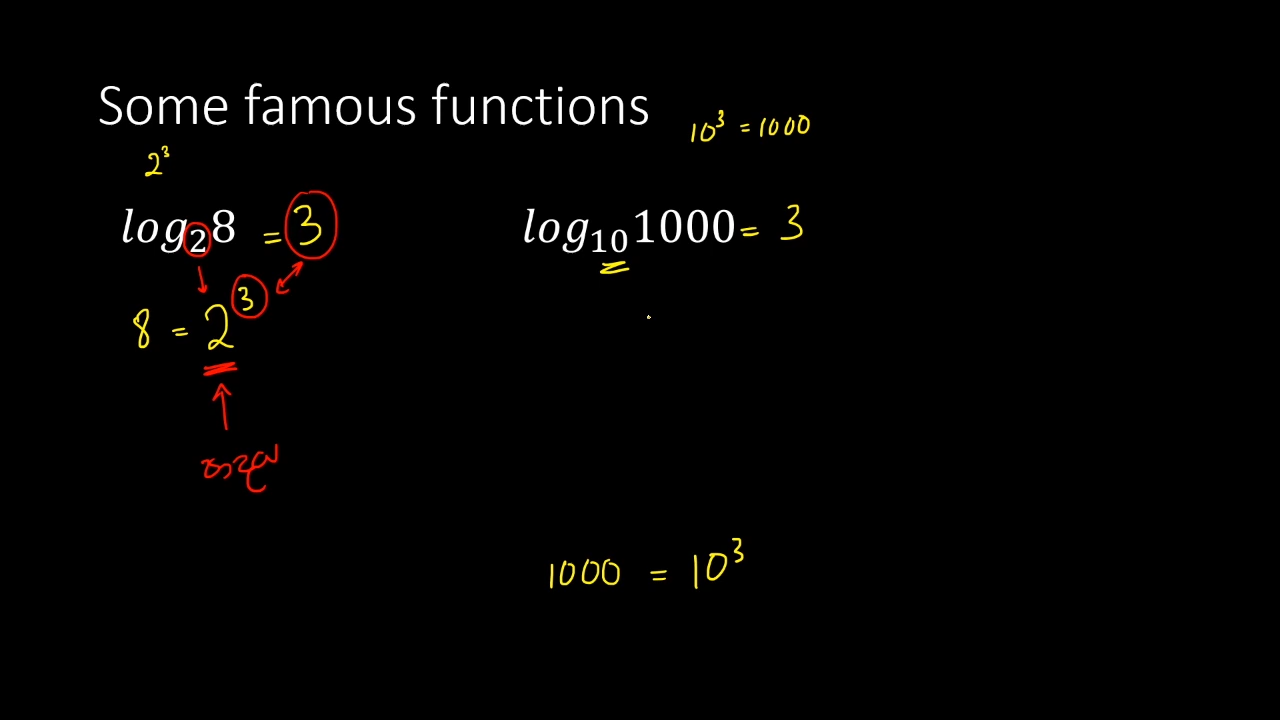 Some famous functions
10³ = 1000
2³
log₂8 = 3
log₁₀1000 = 3
8 = 2³
1000 = 10³